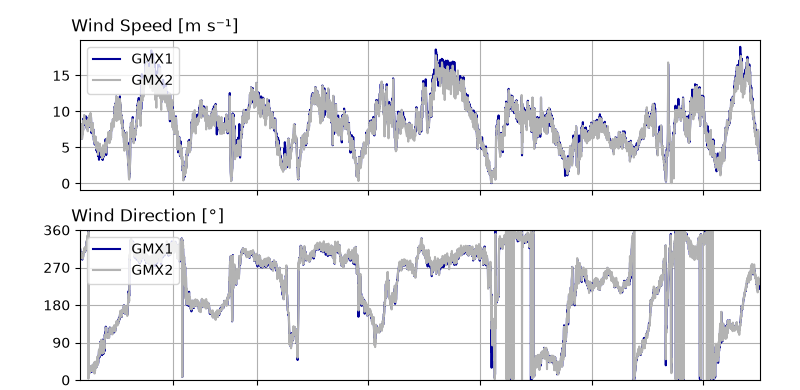 Wind Speed [m s⁻¹]
GMX1
GMX2
15
10
5
0
Wind Direction [°]
360
GMX1
GMX2
270
180
90
0